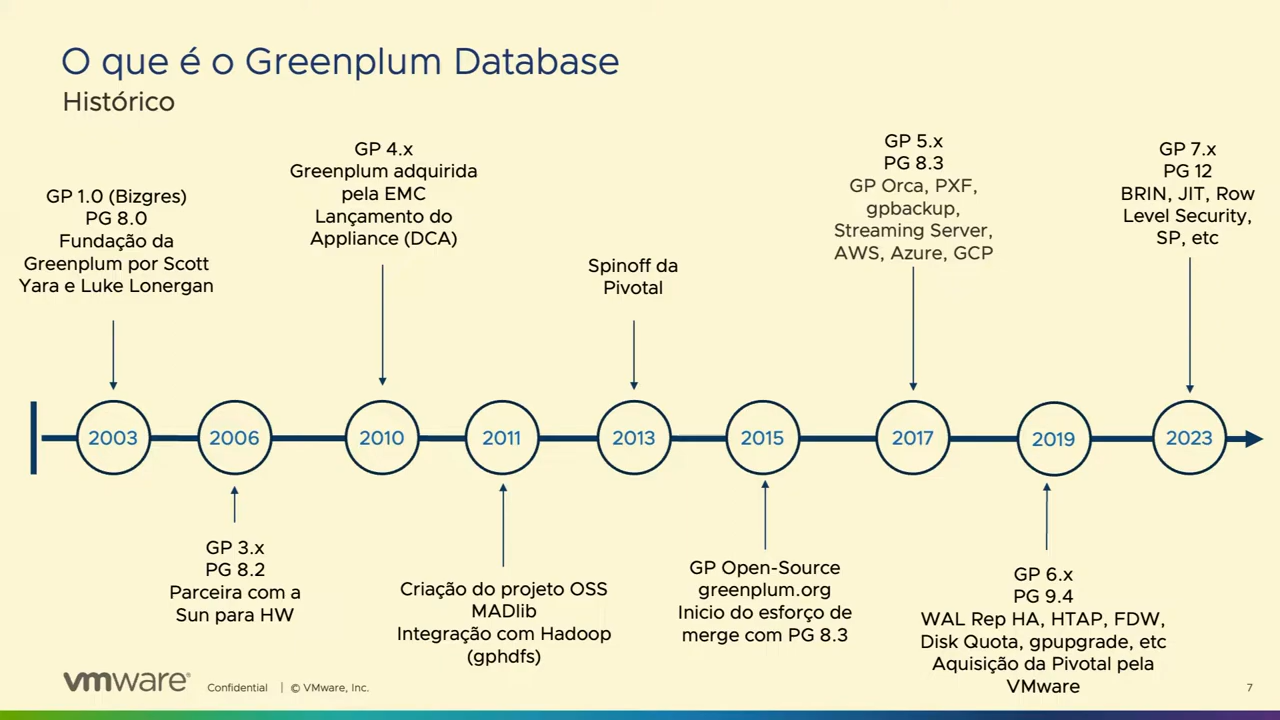 O que é o Greenplum Database
Histórico
GP 1.0 (Bizgres)
PG 8.0
Fundação da
Greenplum por Scott
Yara e Luke Lonergan
GP 4.x
Greenplum adquirida
pela EMC
Lançamento do
Appliance (DCA)
Spinoff da
Pivotal
GP 5.x
PG 8.3
GP Orca, PXF,
gpbackup,
Streaming Server,
AWS, Azure, GCP
GP 7.x
PG 12
BRIN, JIT, Row
Level Security,
SP, etc
2003
2006
2010
2011
2013
2015
2017
2019
2023
GP 3.x
PG 8.2
Parceira com a
Sun para HW
Criação do projeto OSS
MADlib
Integração com Hadoop
(gphdfs)
GP Open-Source
greenplum.org
Inicio do esforço de
merge com PG 8.3
GP 6.x
PG 9.4
WAL Rep HA, HTAP, FDW,
Disk Quota, gpupgrade, etc
Aquisição da Pivotal pela
VMware
vmware®
Confidential | © VMware, Inc.
7